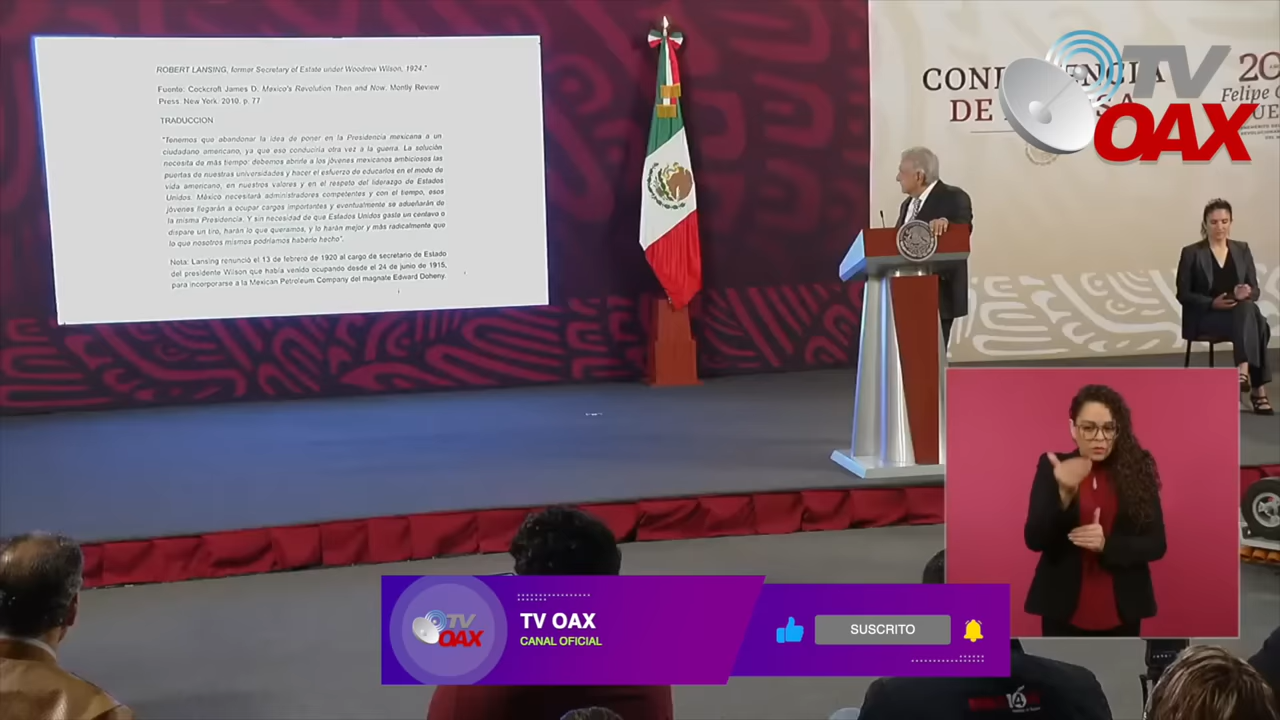 ROBERT LANSING, former Secretary of Estate under Woodrow Wilson, 1924."
Fuente: Cockcroft James D. Mexico's Revolution Then and Now. Montly Review
Press. New York. 2010. p. 77
TRADUCCION
"Tenemos que abandonar la idea de poner en la Presidencia mexicana a un
ciudadano americano, ya que eso conduciría otra vez a la guerra. La solución
necesita de más tiempo: debemos abrirle a los jóvenes mexicanos ambiciosos las
puertas de nuestras universidades y hacer el esfuerzo de educarlos en el modo de
vida americano, en nuestros valores y en el respeto del liderazgo de Estados
Unidos. México necesitará administradores competentes y con el tiempo, esos
jóvenes llegarán a ocupar cargos importantes y eventualmente se adueñarán de
la misma Presidencia. Y sin necesidad de que Estados Unidos gaste un centavo o
dispare un tiro, harán lo que queramos, y lo harán mejor y más radicalmente que
lo que nosotros mismos podríamos haberlo hecho".
Nota: Lansing renunció el 13 de febrero de 1920 al cargo de secretario de Estado
del presidente Wilson que había venido ocupando desde el 24 de junio de 1915,
para incorporarse a la Mexican Petroleum Company del magnate Edward Doheny.
TV
OAX
20
Felipe
DE
TV
OAX
TV OAX
CANAL OFICIAL
SUSCRITO